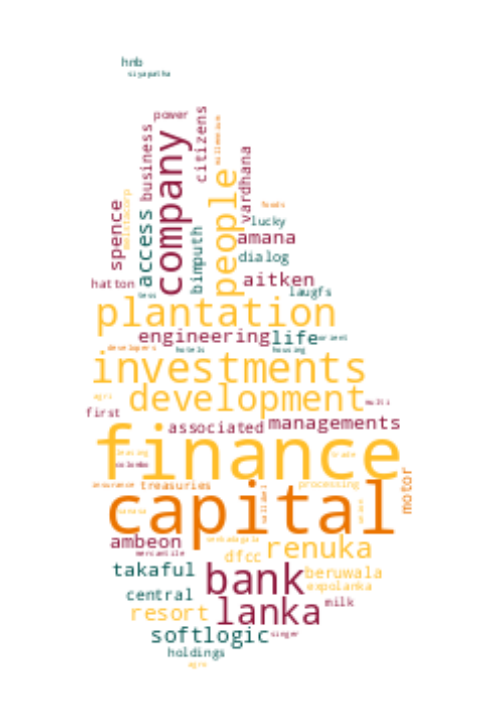 hnb
siyapatha
power
company
business
citizens
people
vardhana
spence
access
bimputh
foods
lucky
amana
dialog
hatton
aitken
laugfs
plantation
engineering
life
orient
developers
hotels
housing
investments
agri
development
multi
first
associated
managements
finance
leasing
trade
colombo
insurance
treasuries
processing
motor
capital
ambeon
mercantile
renuka
dfcc
takaful
bank
beruwala
expolanka
central
milk
resort
lanka
softlogic
singer
holdings
agro